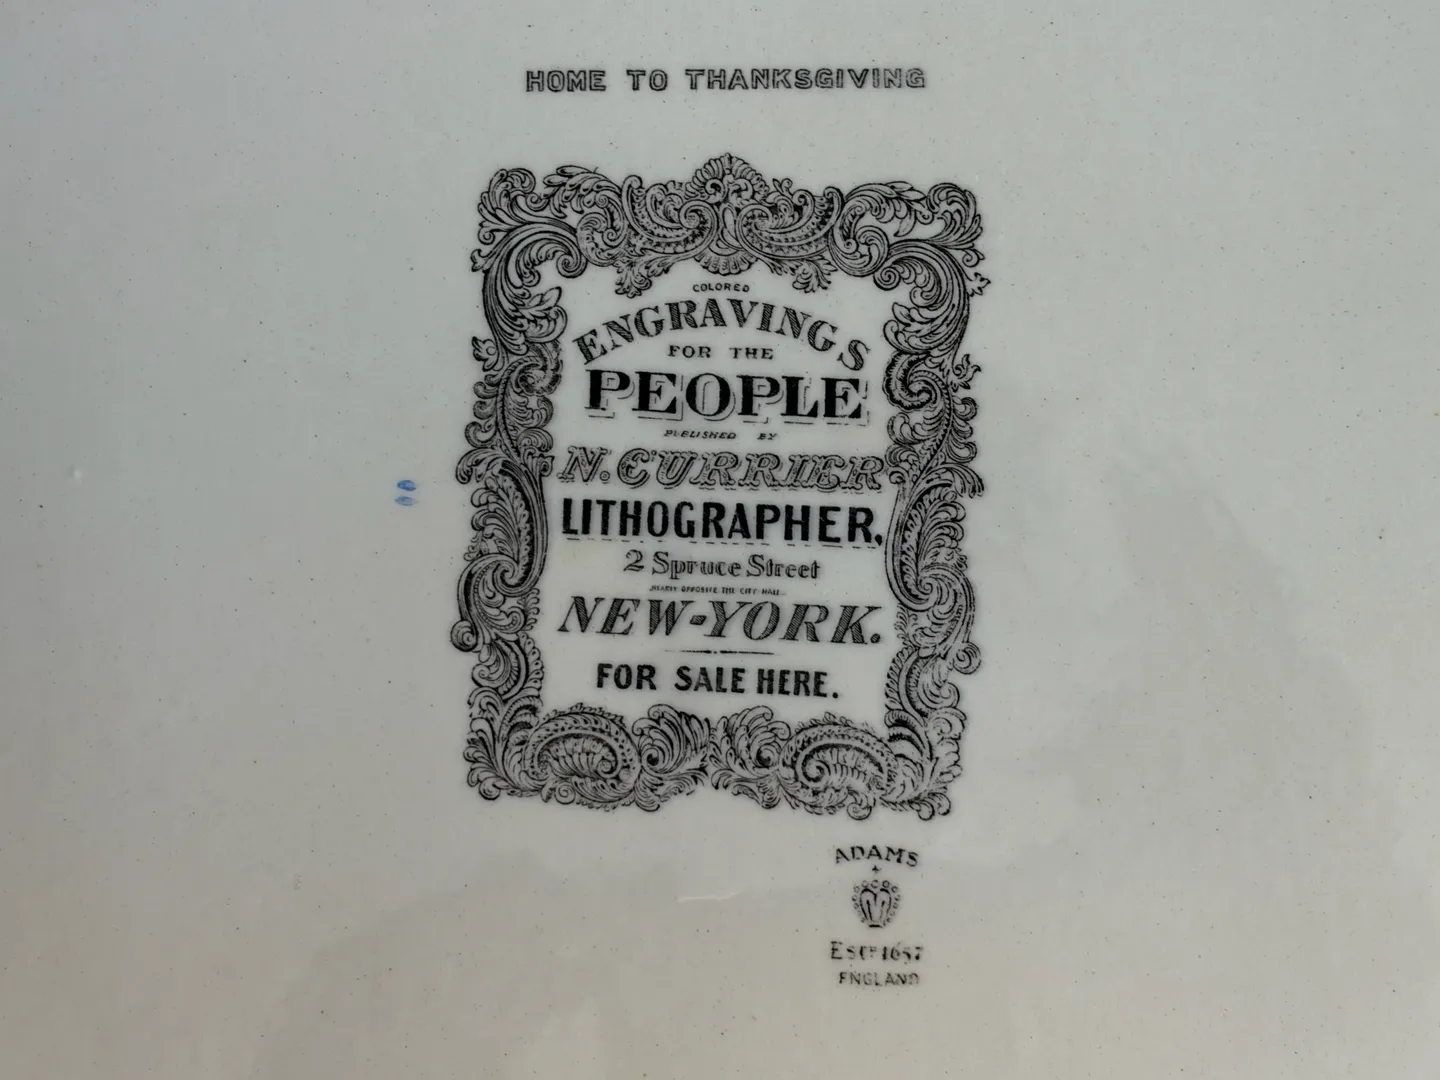 HOME TO THANKSGIVING
COLORED
ENGRAVINGS
FOR THE
PEOPLE
PUBLISHED BY
N. CURRIER
LITHOGRAPHER,
2 Spruce Street
NEARLY OPPOSITE THE CITY HALL
NEW-YORK.
FOR SALE HERE.
ADAMS
ESTD 1657
ENGLAND